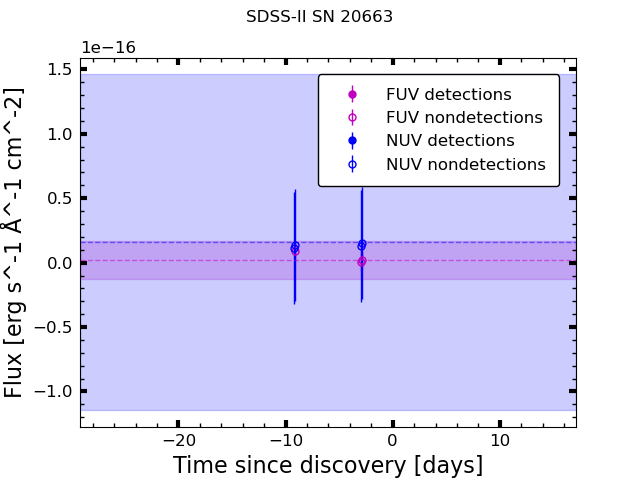 SDSS-II SN 20663
1e−16
1.5
1.0
0.5
0.0
−0.5
−1.0
Flux [erg s^-1 Å^-1 cm^-2]
FUV detections
FUV nondetections
NUV detections
NUV nondetections
−20
−10
0
10
Time since discovery [days]